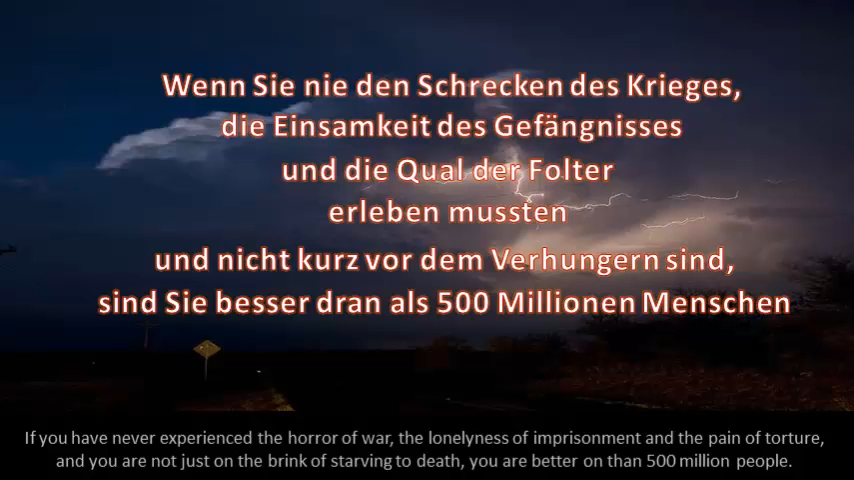 Wenn Sie nie den Schrecken des Krieges,
die Einsamkeit des Gefängnisses
und die Qual der Folter
erleben mussten
und nicht kurz vor dem Verhungern sind,
sind Sie besser dran als 500 Millionen Menschen
If you have never experienced the horror of war, the lonelyness of imprisonment and the pain of torture,
and you are not just on the brink of starving to death, you are better on than 500 million people.